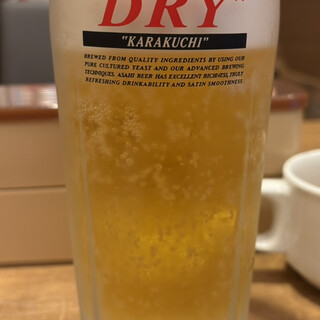 DRY
"KARAKUCHI"
BREWED FROM QUALITY INGREDIENTS BY USING OUR
PURE CULTURED YEAST AND OUR ADVANCED BREWING
TECHNIQUES. ASAHI BEER HAS EXCELLENT RICHNESS, TRULY
REFRESHING DRINKABILITY AND SATIN SMOOTHNESS.